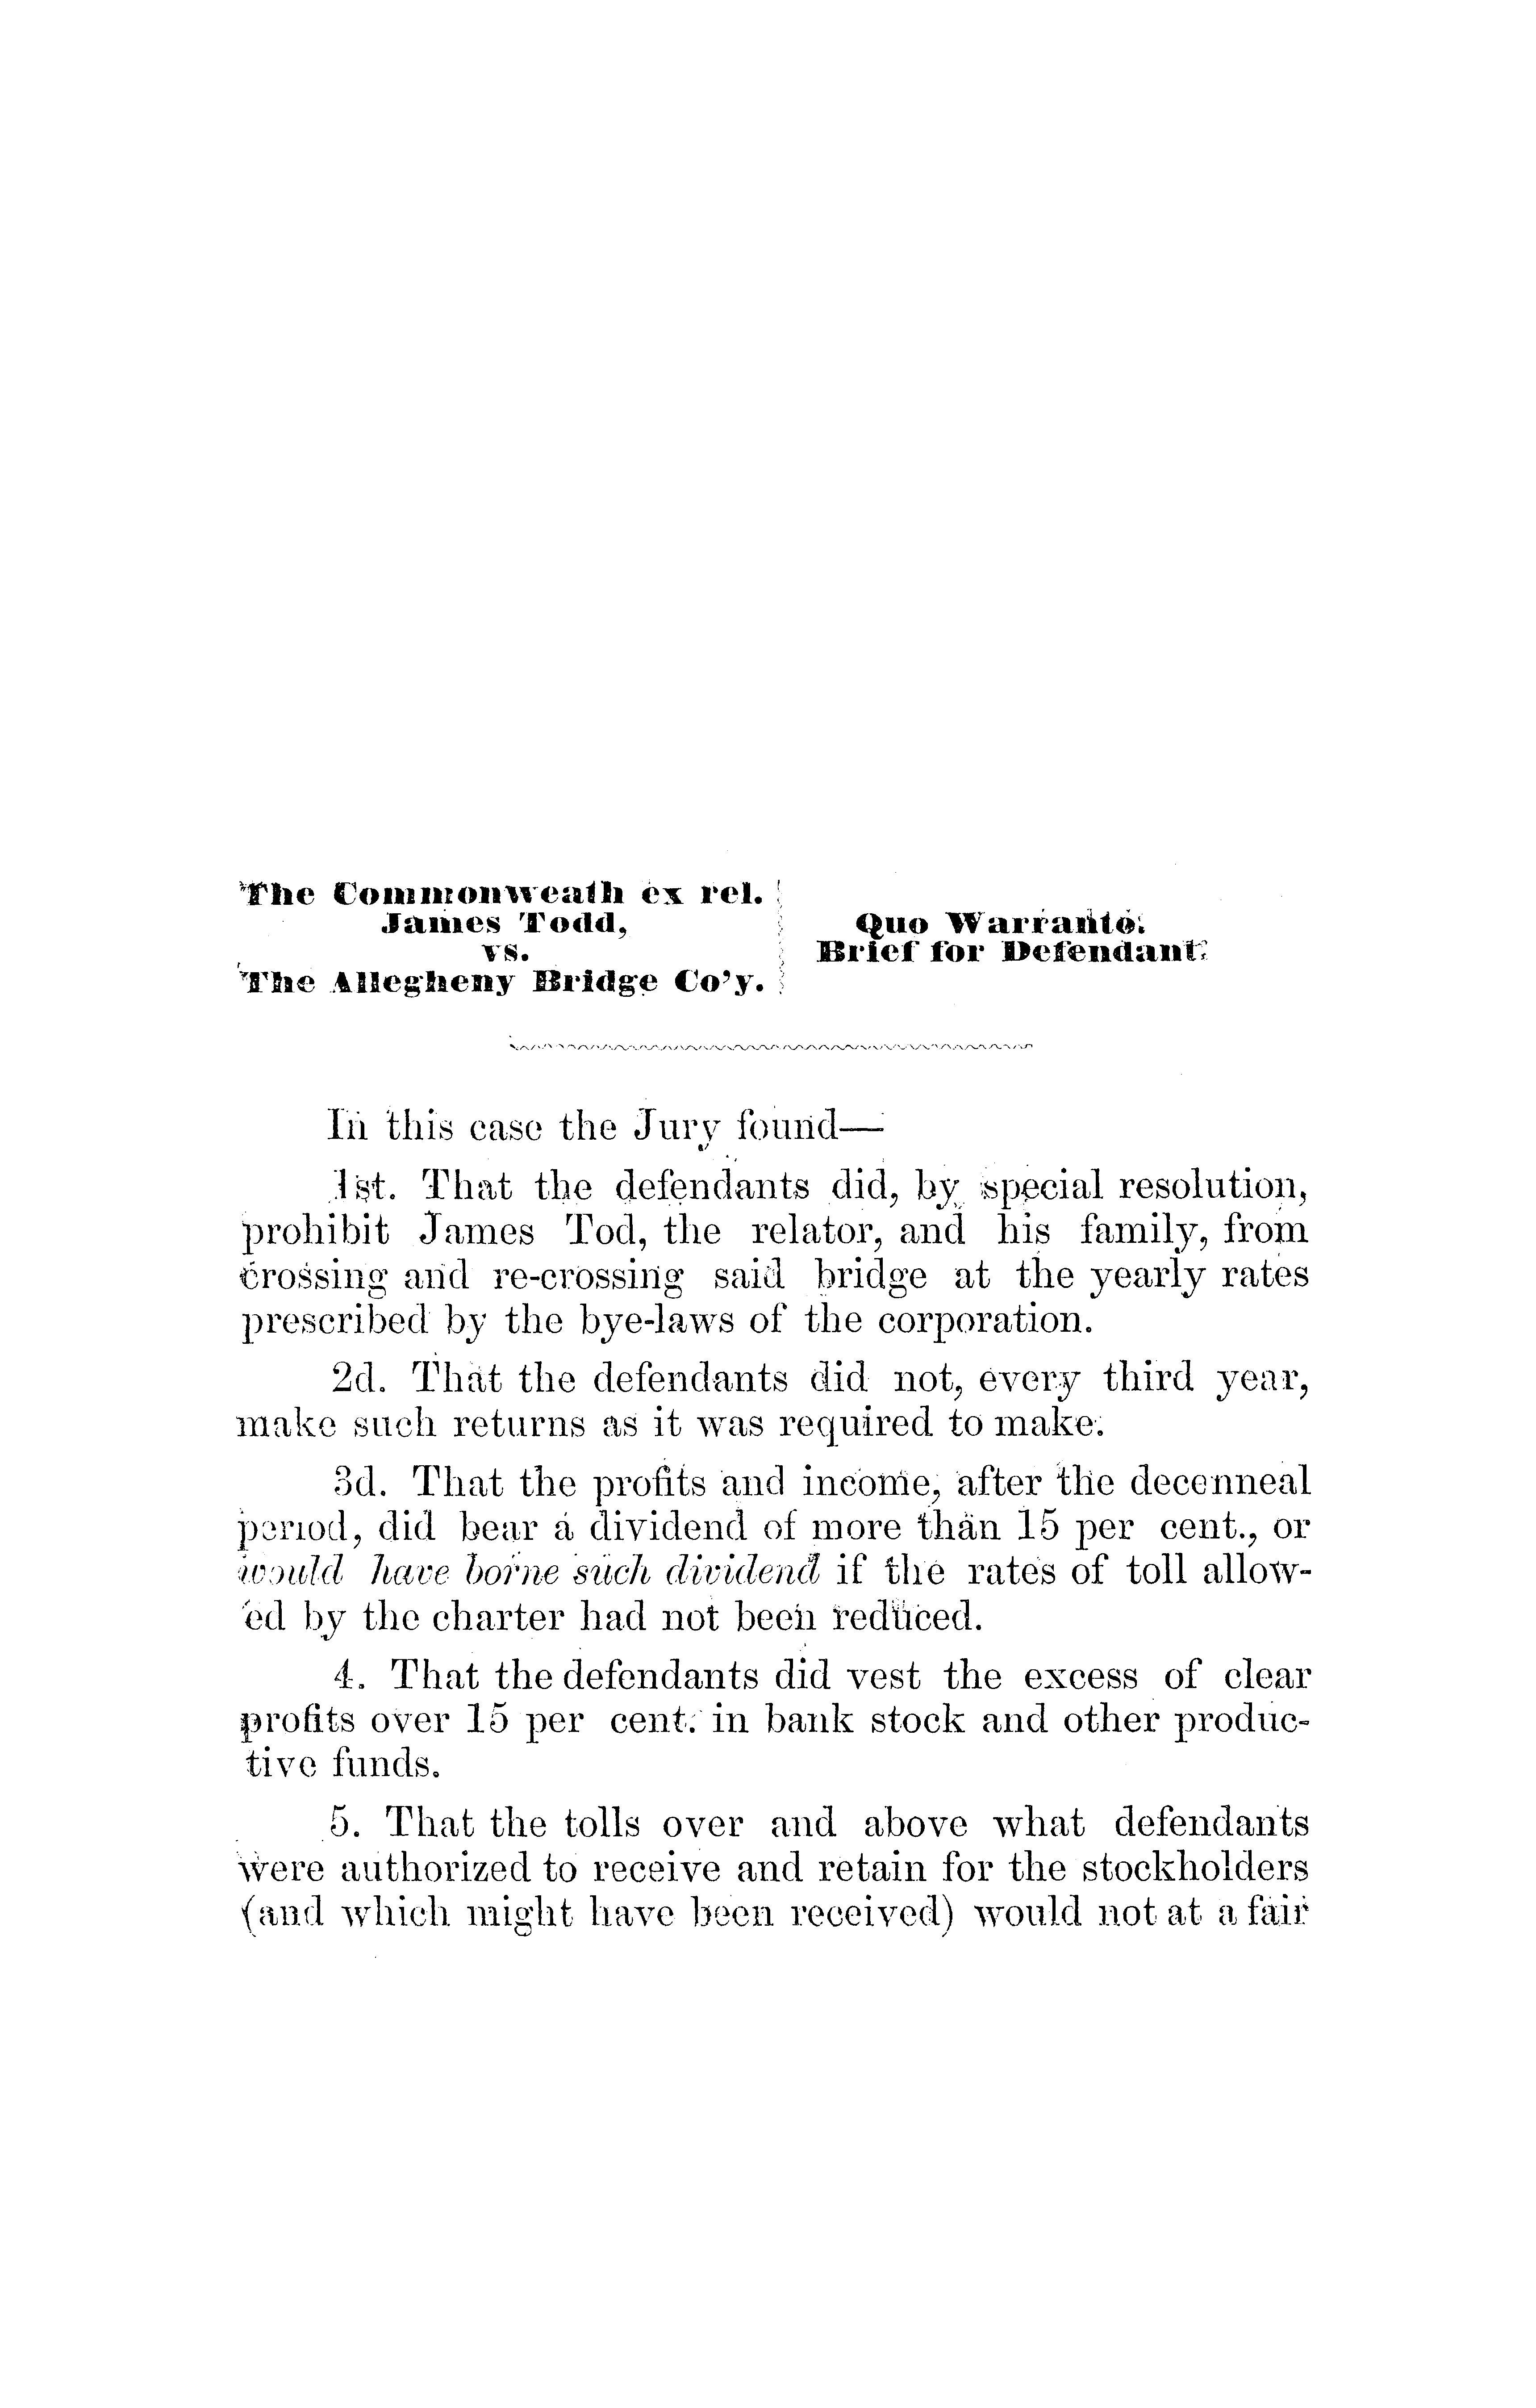 The Commonweath ex rel.
James Todd,
vs.
The Allegheny Bridge Co'y.
Quo Warranto.
Brief for Defendant.
In this case the Jury found—
1st. That the defendants did, by special resolution,
prohibit James Tod, the relator, and his family, from
crossing and re-crossing said bridge at the yearly rates
prescribed by the bye-laws of the corporation.
2d. That the defendants did not, every third year,
make such returns as it was required to make.
3d. That the profits and income, after the decenneal
period, did bear a dividend of more than 15 per cent., or
would have borne such dividend if the rates of toll allow-
ed by the charter had not been reduced.
4. That the defendants did vest the excess of clear
profits over 15 per cent. in bank stock and other produc-
tive funds.
5. That the tolls over and above what defendants
were authorized to receive and retain for the stockholders
(and which might have been received) would not at a fair